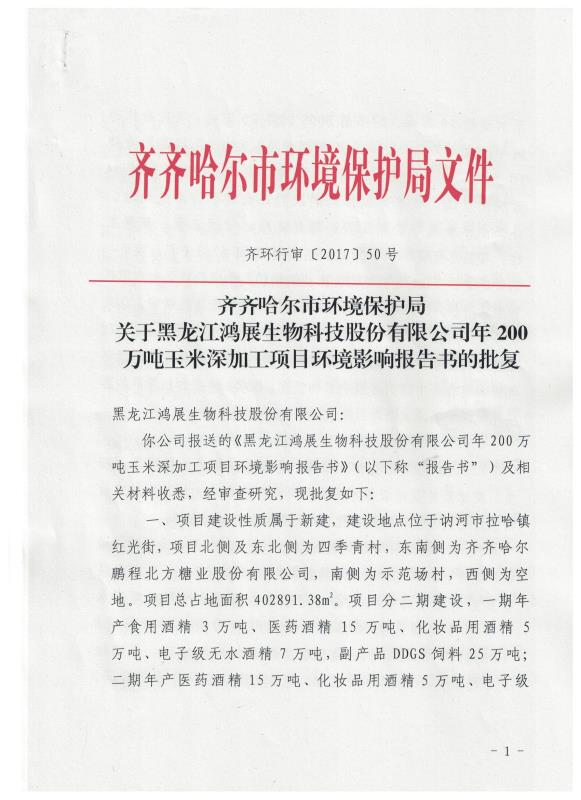 齐齐哈尔市环境保护局文件
齐环行审〔2017〕50号
齐齐哈尔市环境保护局
关于黑龙江鸿展生物科技股份有限公司年200
万吨玉米深加工项目环境影响报告书的批复
黑龙江鸿展生物科技股份有限公司：
你公司报送的《黑龙江鸿展生物科技股份有限公司年200万
吨玉米深加工项目环境影响报告书》（以下称“报告书”）及相
关材料收悉，经审查研究，现批复如下：
一、项目建设性质属于新建，建设地点位于讷河市拉哈镇
红光街，项目北侧及东北侧为四季青村，东南侧为齐齐哈尔
鹏程北方糖业股份有限公司，南侧为示范场村，西侧为空
地。项目总占地面积402891.38㎡。项目分二期建设，一期年
产食用酒精 3 万吨、医药酒精 15 万吨、化妆品用酒精 5
万吨、电子级无水酒精 7 万吨，副产品 DDGS 饲料 25 万吨；
二期年产医药酒精 15 万吨、化妆品用酒精 5 万吨、电子级
- 1 -